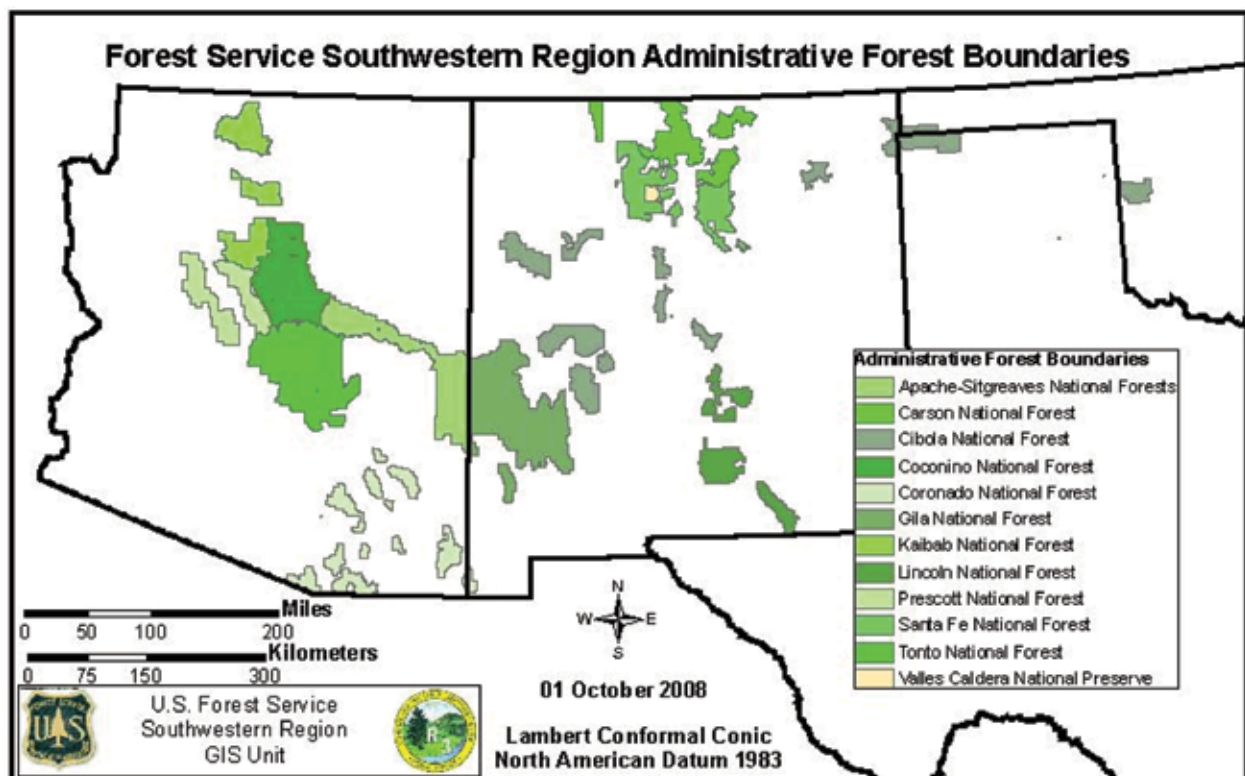 Forest Service Southwestern Region Administrative Forest Boundaries
Administrative Forest Boundaries
Apache-Sitgreaves National Forests
Carson National Forest
Cibola National Forest
Coconino National Forest
Coronado National Forest
Gila National Forest
Kaibab National Forest
Lincoln National Forest
Prescott National Forest
Santa Fe National Forest
Tonto National Forest
Valles Caldera National Preserve
Miles
0 50 100 200
Kilometers
0 75 150 300
N
W E
S
01 October 2008
Lambert Conformal Conic
North American Datum 1983
U.S. Forest Service
Southwestern Region
GIS Unit
U S